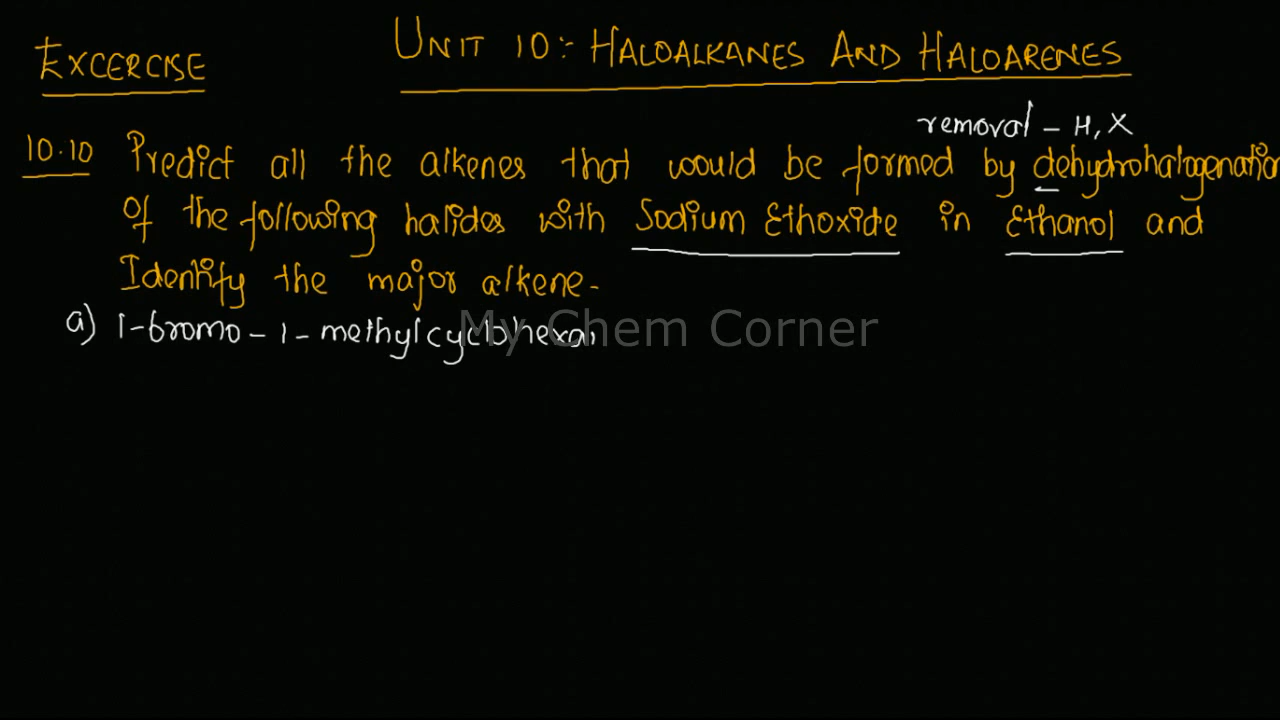 EXCERCISE
UNIT 10:- HALOALKANES AND HALOARENES
removal - H, X
10.10 Predict all the alkenes that would be formed by dehydrohalogenatio
of the following halides with Sodium Ethoxide in Ethanol and
Identify the major alkene.
a) 1-bromo-1-methylcyclohexan
My Chem Corner